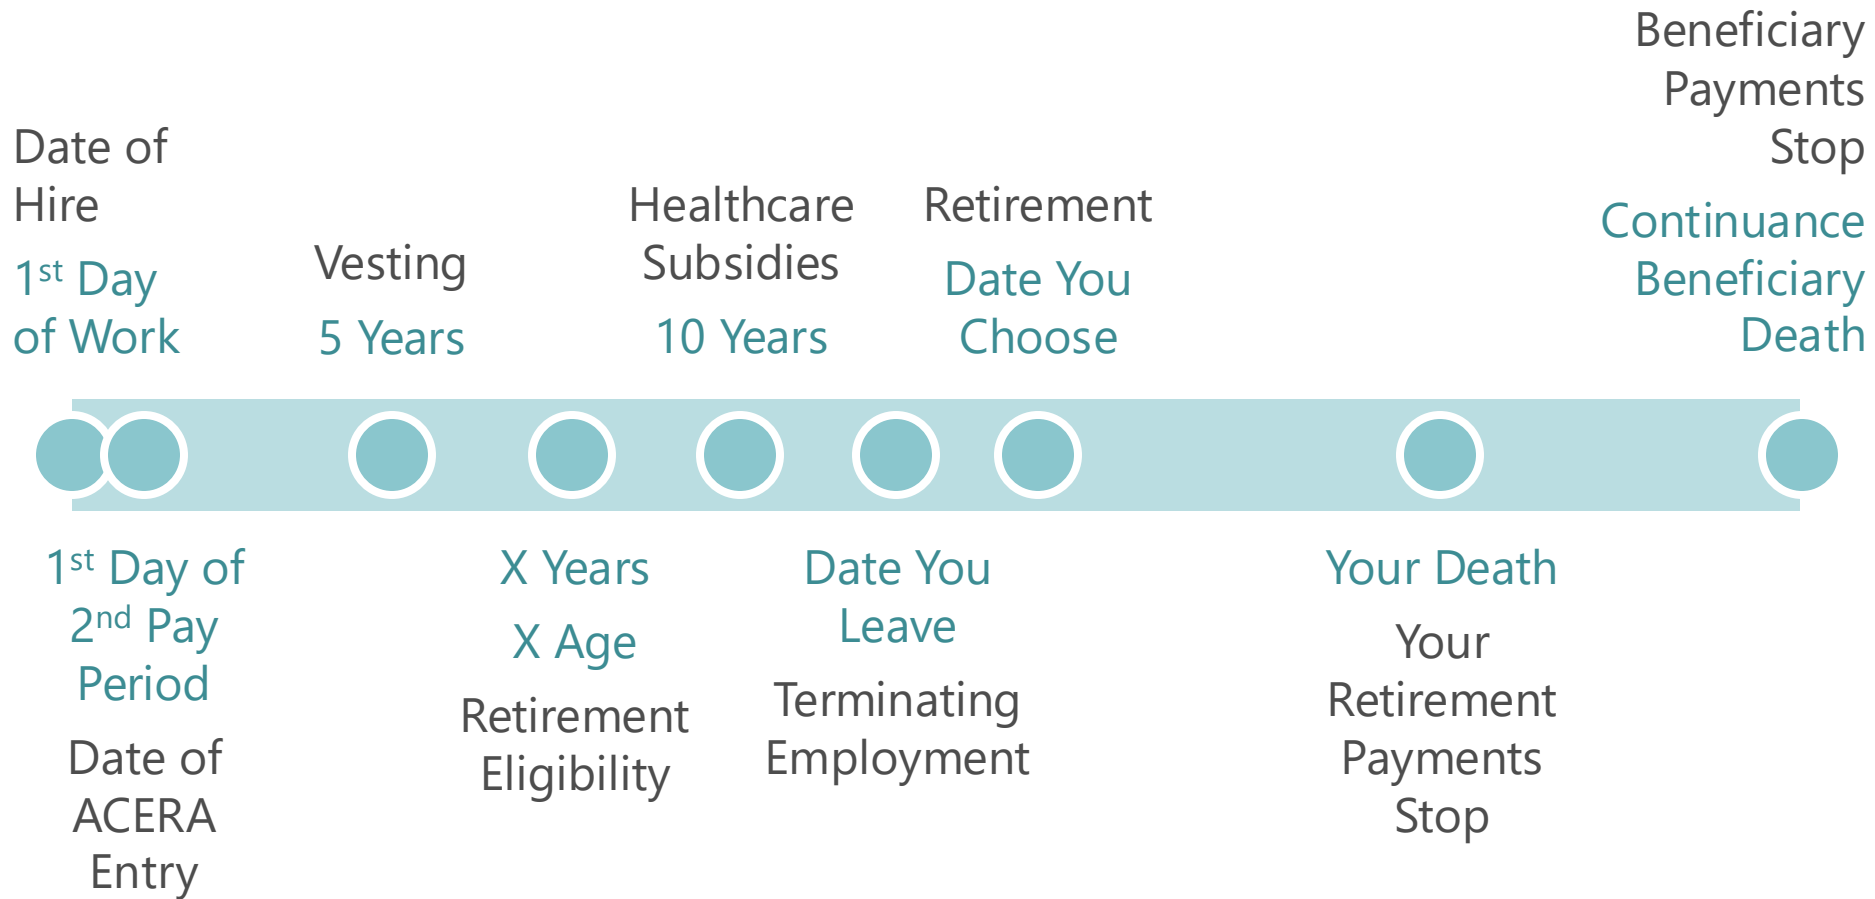 Date of
Hire
1st Day
of Work
Vesting
5 Years
Healthcare
Subsidies
10 Years
Retirement
Date You
Choose
Beneficiary
Payments
Stop
Continuance
Beneficiary
Death
1st Day of
2nd Pay
Period
Date of
ACERA
Entry
X Years
X Age
Retirement
Eligibility
Date You
Leave
Terminating
Employment
Your Death
Your
Retirement
Payments
Stop